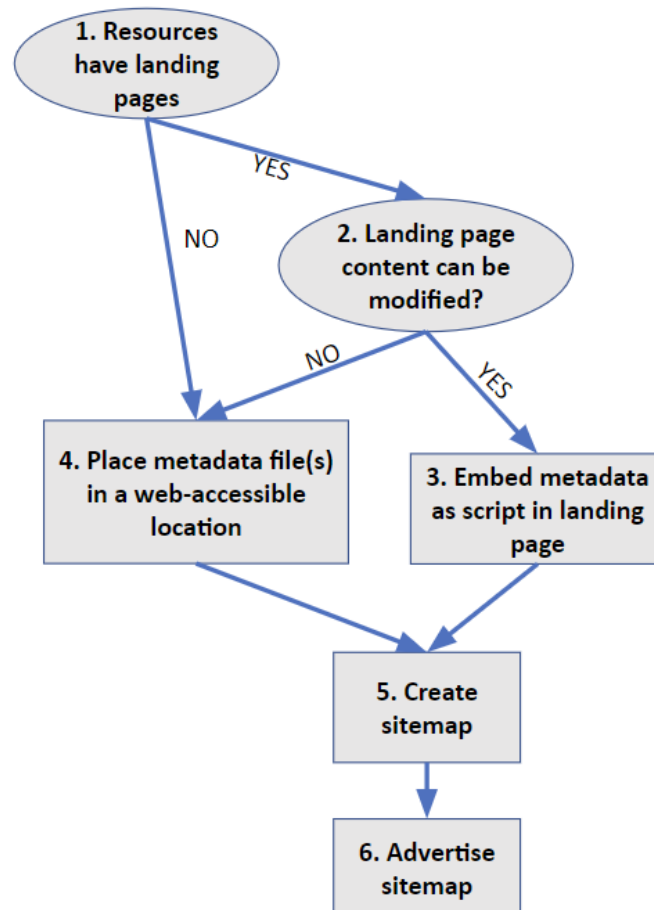 1. Resources
have landing
pages
YES
NO
2. Landing page
content can be
modified?
NO
YES
4. Place metadata file(s)
in a web-accessible
location
3. Embed metadata
as script in landing
page
5. Create
sitemap
6. Advertise
sitemap